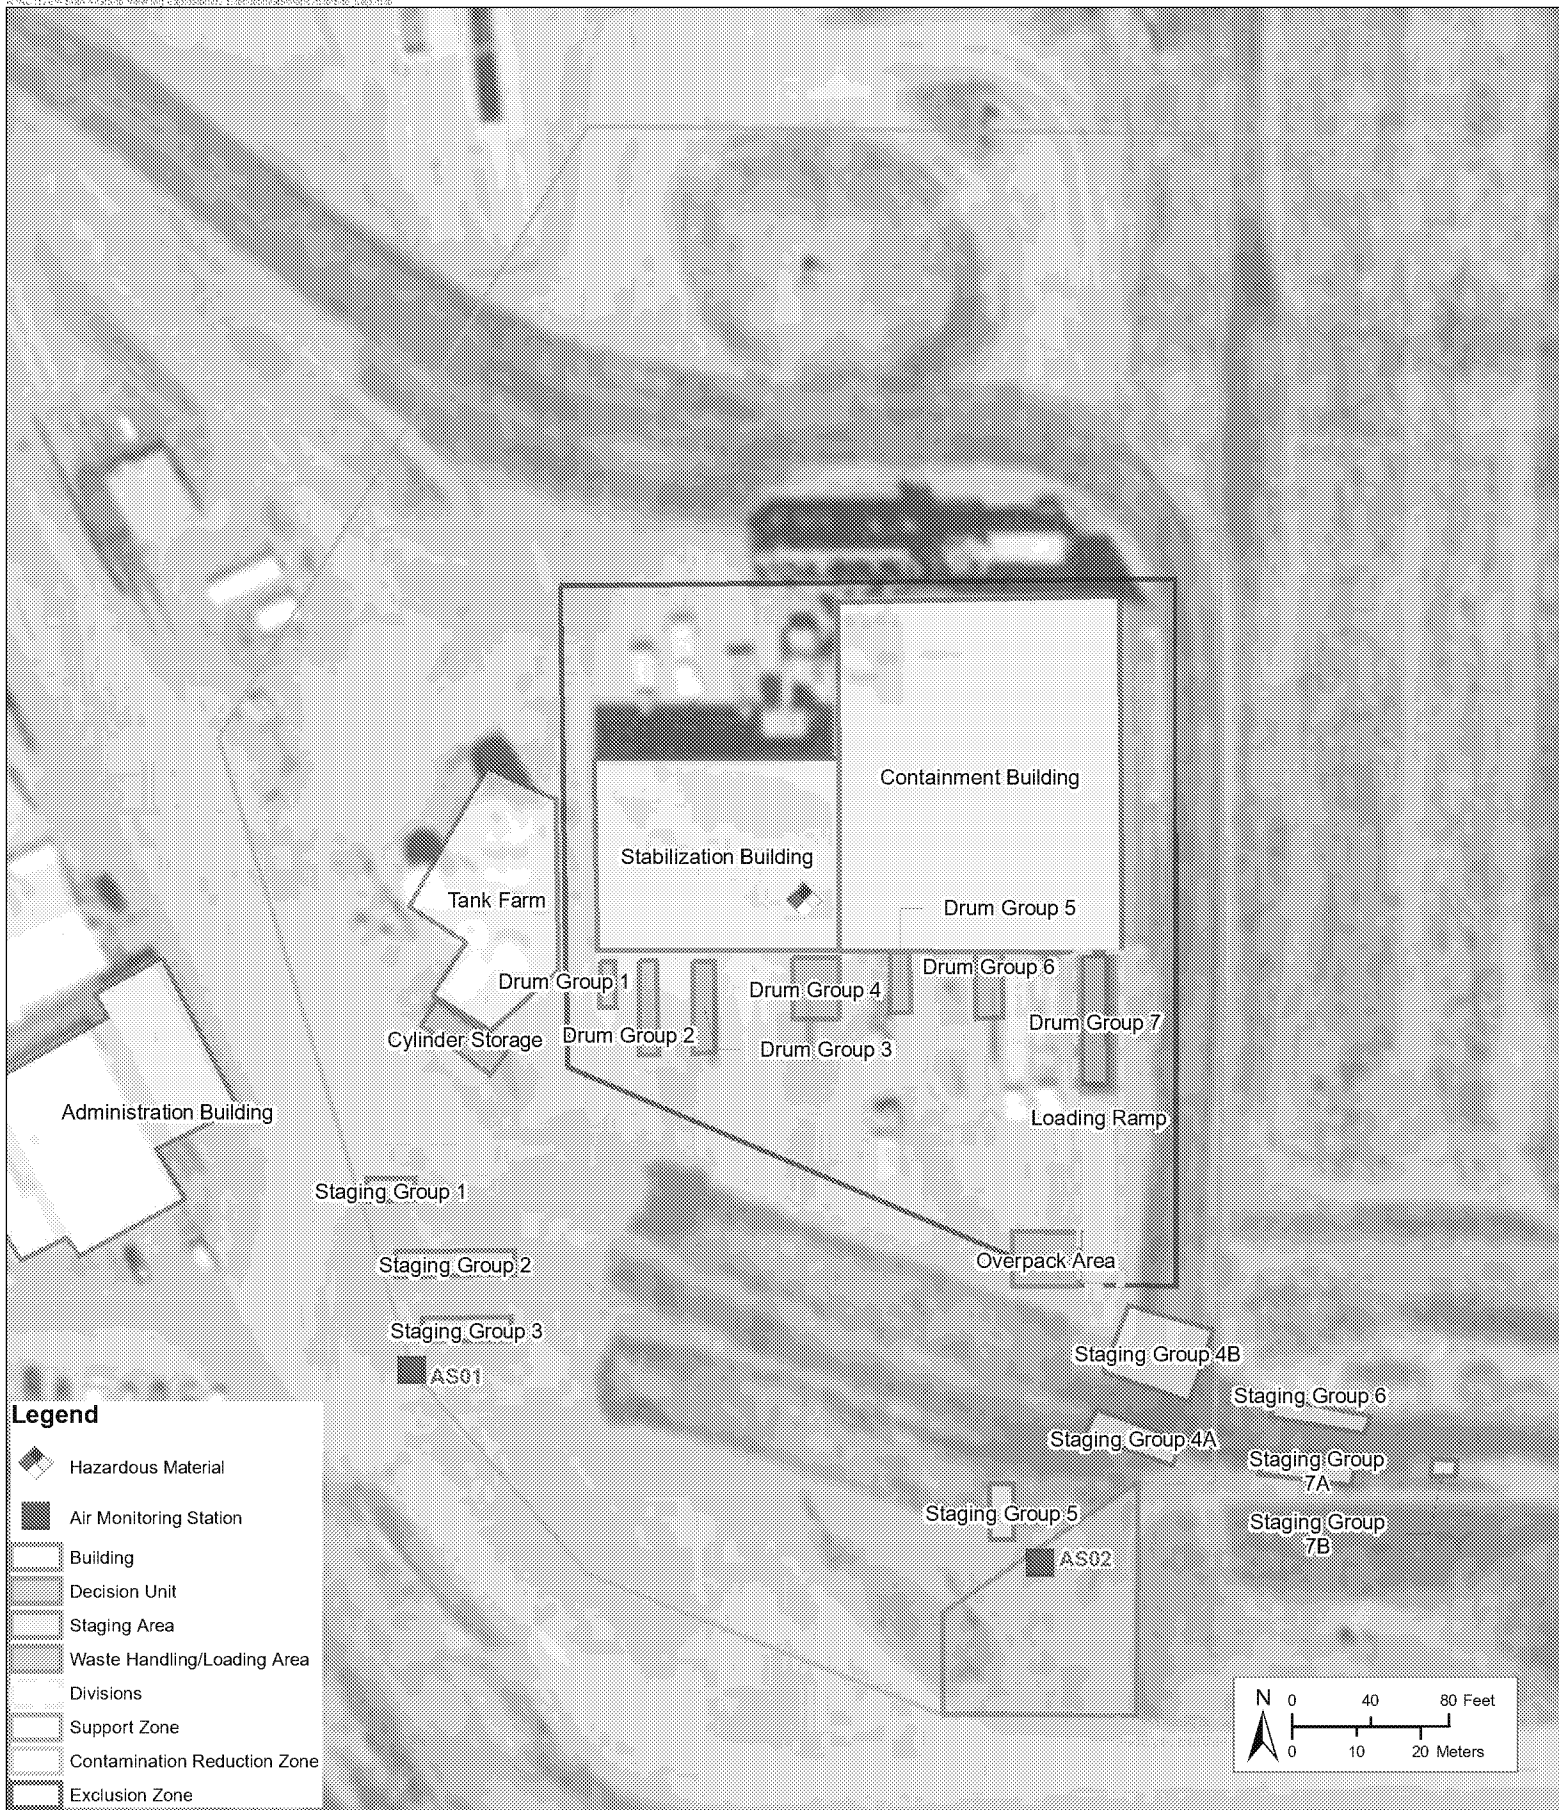 Containment Building
Stabilization Building
Tank Farm
Drum Group 5
Drum Group 6
Drum Group 1
Drum Group 4
Drum Group 7
Drum Group 2
Cylinder Storage
Drum Group 3
Administration Building
Loading Ramp
Staging Group 1
Staging Group 2
Overpack Area
Staging Group 3
Staging Group 4B
AS01
Staging Group 6
Staging Group 4A
Staging Group
7A
Staging Group 5
Staging Group
7B
AS02
Legend
Hazardous Material
Air Monitoring Station
Building
Decision Unit
Staging Area
Waste Handling/Loading Area
Divisions
Support Zone
Contamination Reduction Zone
Exclusion Zone
N
0 40 80 Feet
0 10 20 Meters